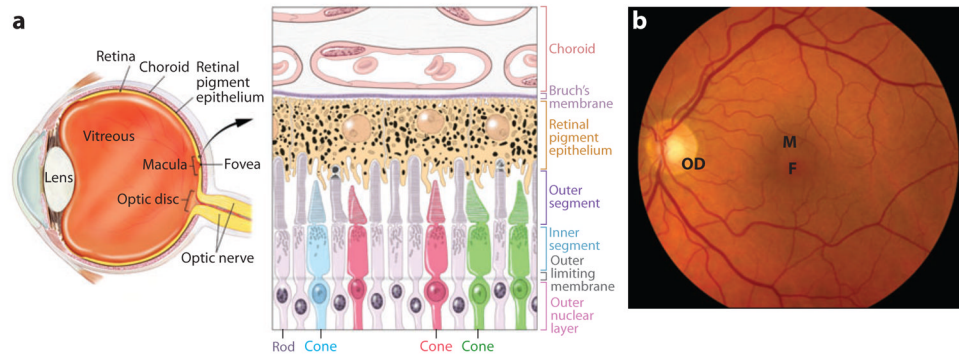 a
Retina
Choroid
Retinal
pigment
epithelium
Vitreous
Macula
Fovea
Lens
Optic disc
Optic nerve
Choroid
Bruch's
membrane
Retinal
pigment
epithelium
Outer
segment
Inner
segment
Outer
limiting
membrane
Outer
nuclear
layer
Rod
Cone
Cone
Cone
b
OD
M
F